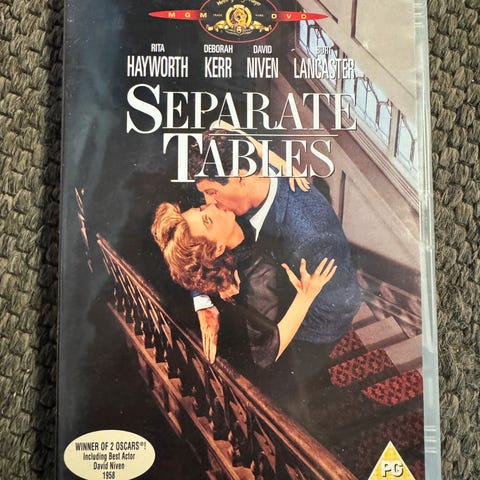 MGM DVD
RITA DEBORAH DAVID BURT
HAYWORTH KERR NIVEN LANCASTER
SEPARATE
TABLES
WINNER OF 2 OSCARS®!
Including Best Actor
David Niven
1958
PG